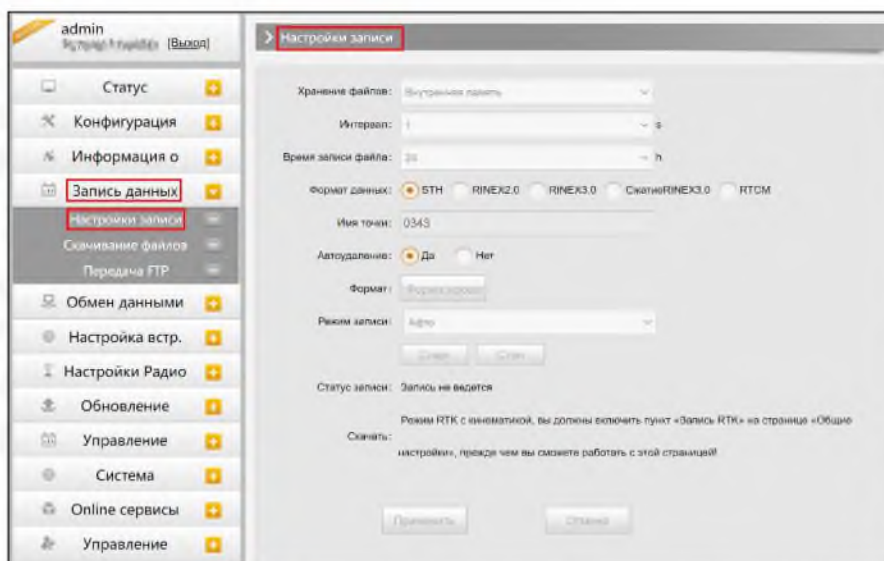 admin
[Выход]
Статус
Конфигурация
Информация о
Запись данных
Настройки записи
Скачивание файлов
Передача FTP
Обмен данными
Настройка встр.
Настройки Радио
Обновление
Управление
Система
Online сервисы
Управление
Настройки записи
Хранение файлов: Внутренняя память
Интервал: 1 s
Время записи файла: h
Формат данных: STH RINEX2.0 RINEX3.0 СжатиеRINEX3.0 RTCM
Имя точки: 0343
Автоудаление: Да Нет
Формат:
Режим записи: Авто
Старт Стоп
Статус записи: Запись не ведется
Скачать: Режим RTK с кинематикой, вы должны включить пункт «Запись RTK» на странице «Общие
настройки», прежде чем вы сможете работать с этой страницей!
Применить Отмена